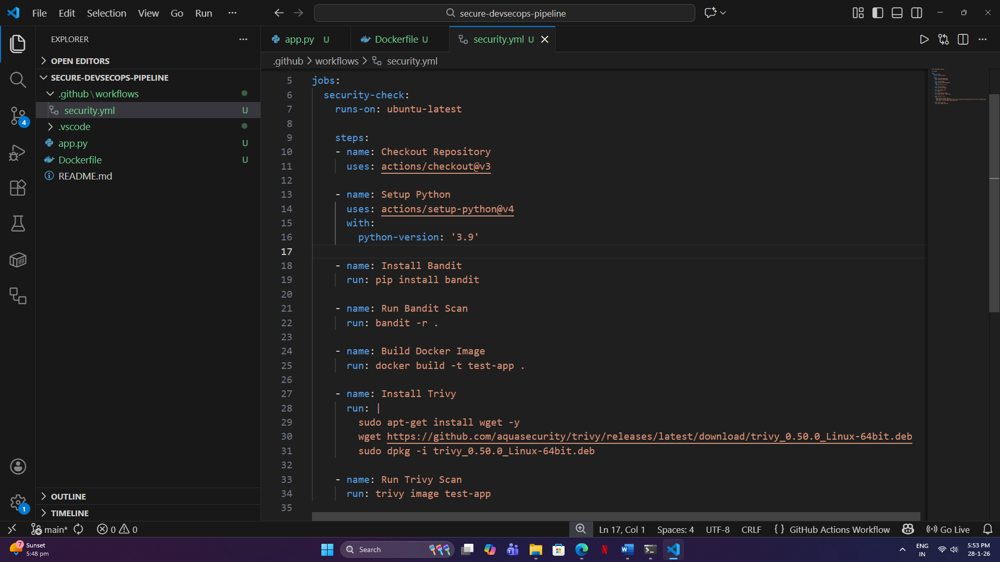 File Edit Selection View Go Run ···
secure-devsecops-pipeline
EXPLORER
OPEN EDITORS
SECURE-DEVSECOPS-PIPELINE
.github\workflows
security.yml U
.vscode
app.py U
Dockerfile U
README.md
OUTLINE
TIMELINE
4
1
app.py U
Dockerfile U
security.yml U
.github > workflows > security.yml
5 jobs:
6 security-check:
7 runs-on: ubuntu-latest
8
9 steps:
10 - name: Checkout Repository
11 uses: actions/checkout@v3
12
13 - name: Setup Python
14 uses: actions/setup-python@v4
15 with:
16 python-version: '3.9'
17
18 - name: Install Bandit
19 run: pip install bandit
20
21 - name: Run Bandit Scan
22 run: bandit -r .
23
24 - name: Build Docker Image
25 run: docker build -t test-app .
26
27 - name: Install Trivy
28 run: |
29 sudo apt-get install wget -y
30 wget https://github.com/aquasecurity/trivy/releases/latest/download/trivy_0.50.0_Linux-64bit.deb
31 sudo dpkg -i trivy_0.50.0_Linux-64bit.deb
32
33 - name: Run Trivy Scan
34 run: trivy image test-app
35
main* 0 0
Ln 17, Col 1 Spaces: 4 UTF-8 CRLF {} GitHub Actions Workflow Go Live
7
Sunset
5:48 pm
Search
ENG
IN
5:53 PM
28-1-26